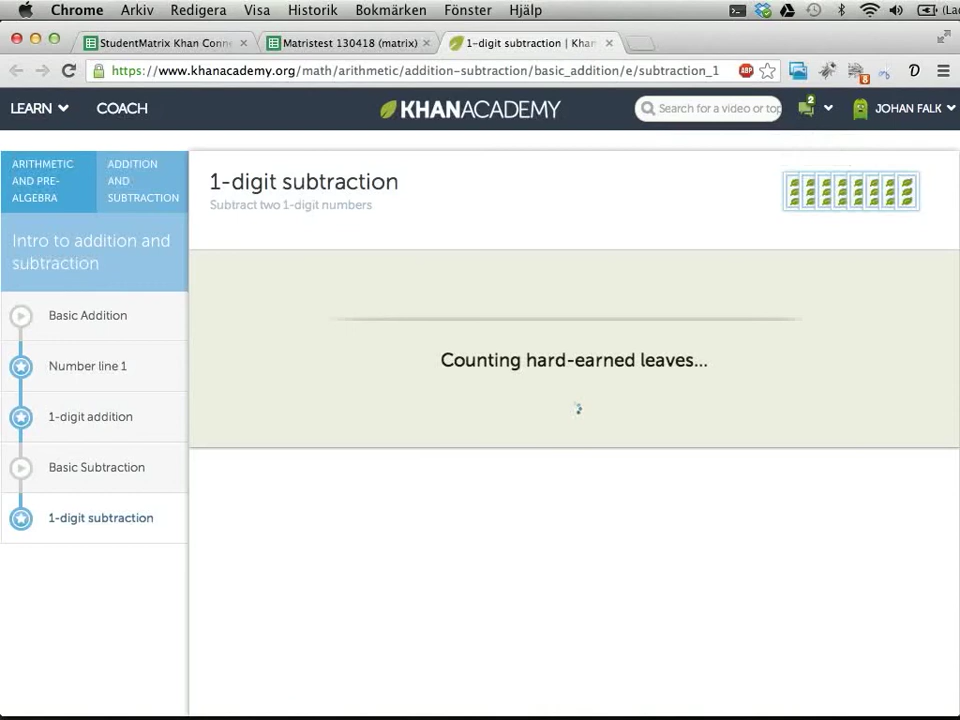 Chrome Arkiv Redigera Visa Historik Bokmärken Fönster Hjälp
StudentMatrix Khan Conn
Matristest 130418 (matrix)
1-digit subtraction | Khan
https://www.khanacademy.org/math/arithmetic/addition-subtraction/basic_addition/e/subtraction_1
ABP
8
D
LEARN
COACH
KHANACADEMY
Search for a video or top
2
JOHAN FALK
ARITHMETIC
AND PRE-
ALGEBRA
ADDITION
AND
SUBTRACTION
1-digit subtraction
Subtract two 1-digit numbers
Intro to addition and
subtraction
Basic Addition
Number line 1
1-digit addition
Basic Subtraction
1-digit subtraction
Counting hard-earned leaves...